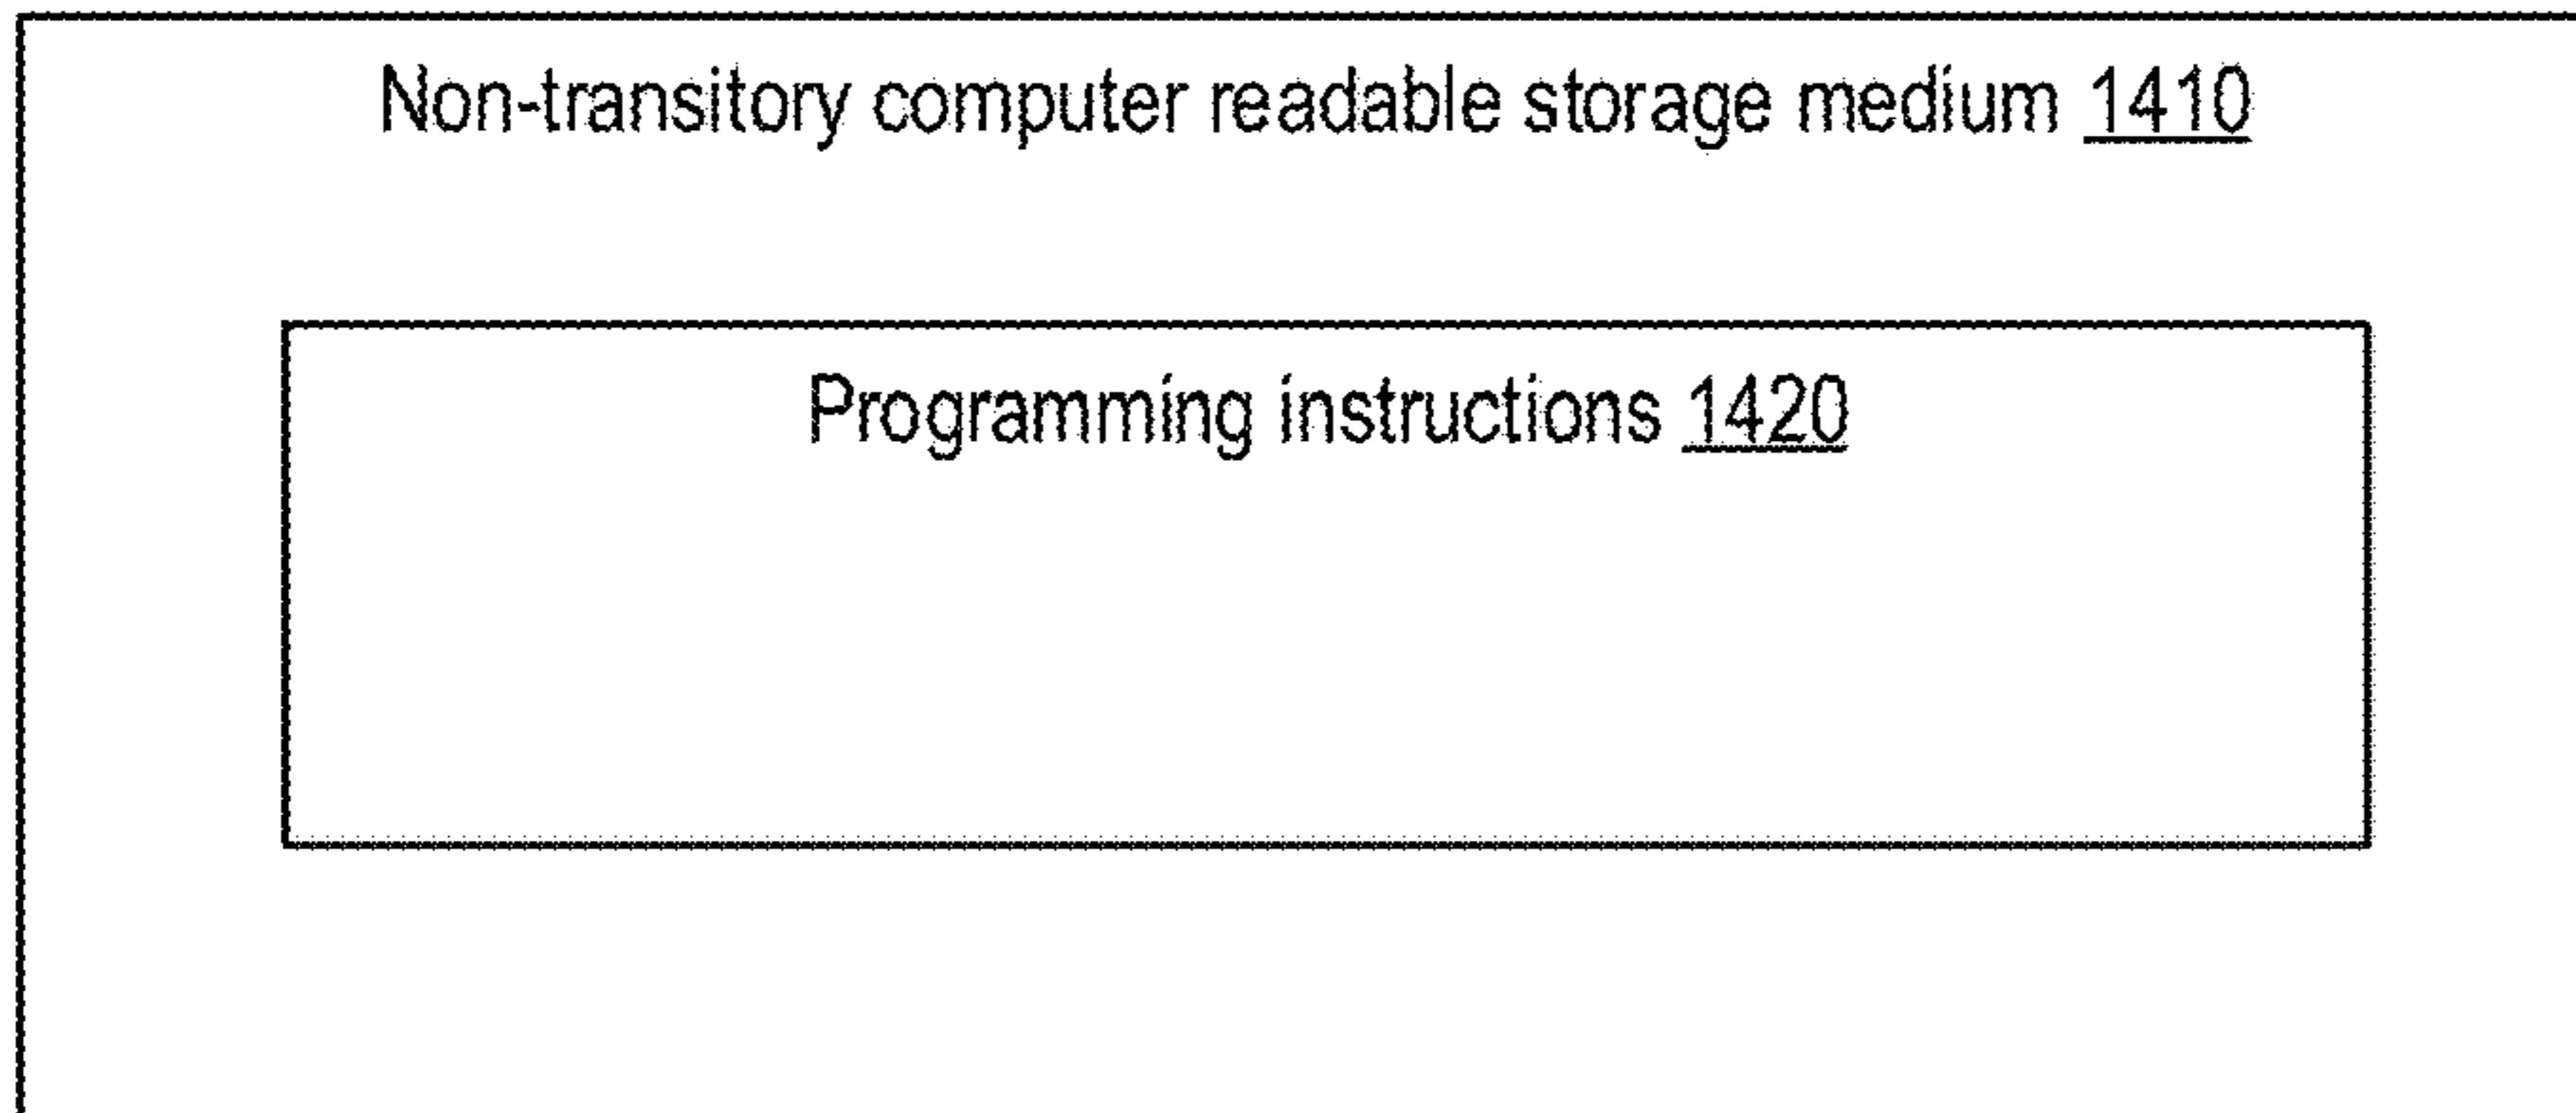 Non-transitory computer readable storage medium 1410
Programming instructions 1420